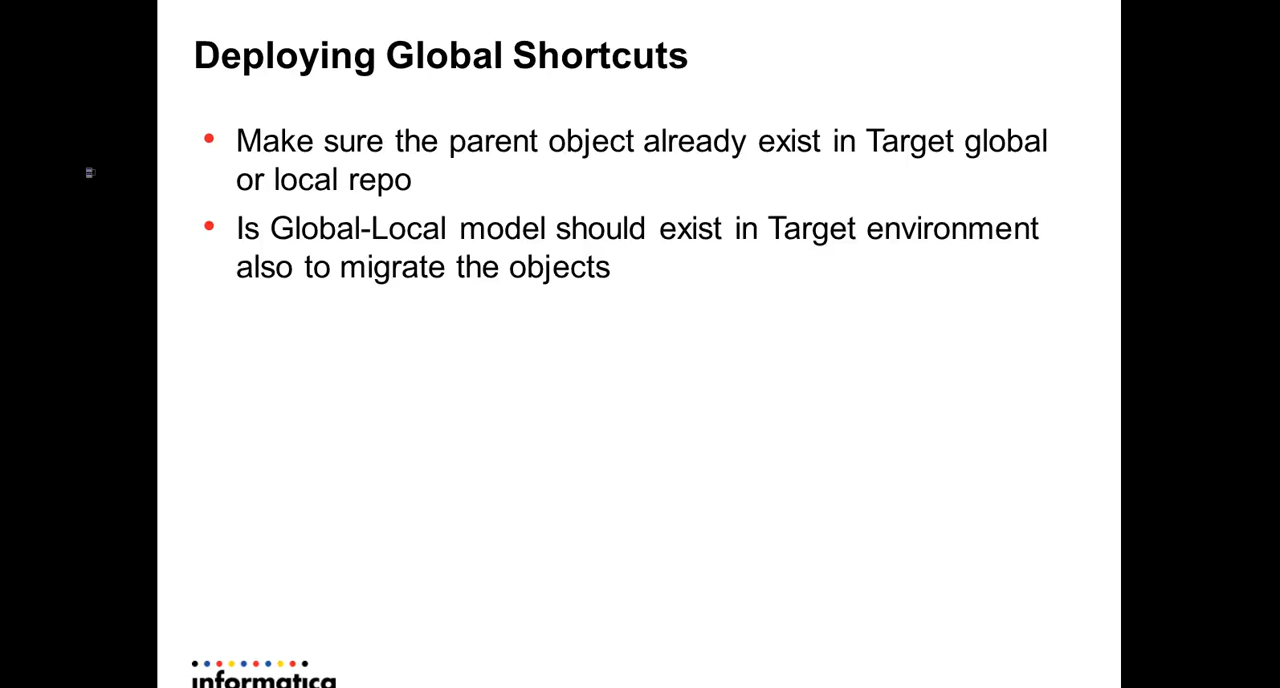 Deploying Global Shortcuts
• Make sure the parent object already exist in Target global
or local repo
• Is Global-Local model should exist in Target environment
also to migrate the objects
informatica